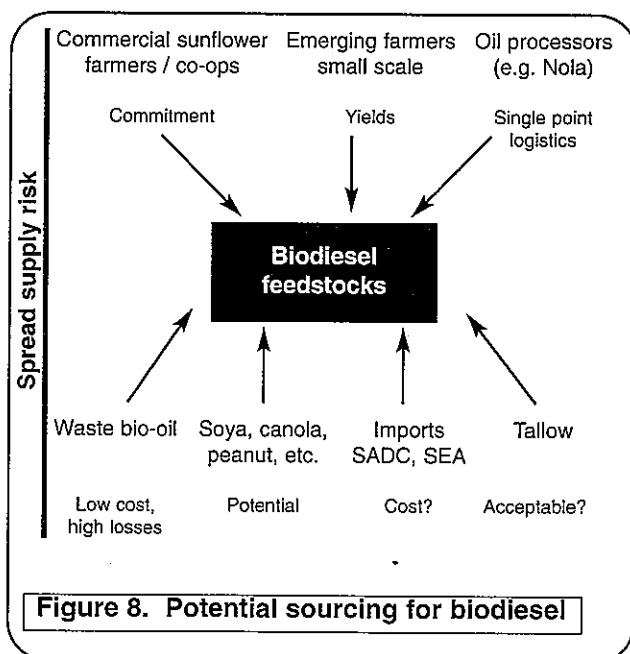 Commercial sunflower
farmers / co-ops
Emerging farmers
small scale
Oil processors
(e.g. Nola)
Commitment
Yields
Single point
logistics
Spread supply risk
Biodiesel
feedstocks
Waste bio-oil
Soya, canola,
peanut, etc.
Imports
SADC, SEA
Tallow
Low cost,
high losses
Potential
Cost?
Acceptable?
Figure 8. Potential sourcing for biodiesel